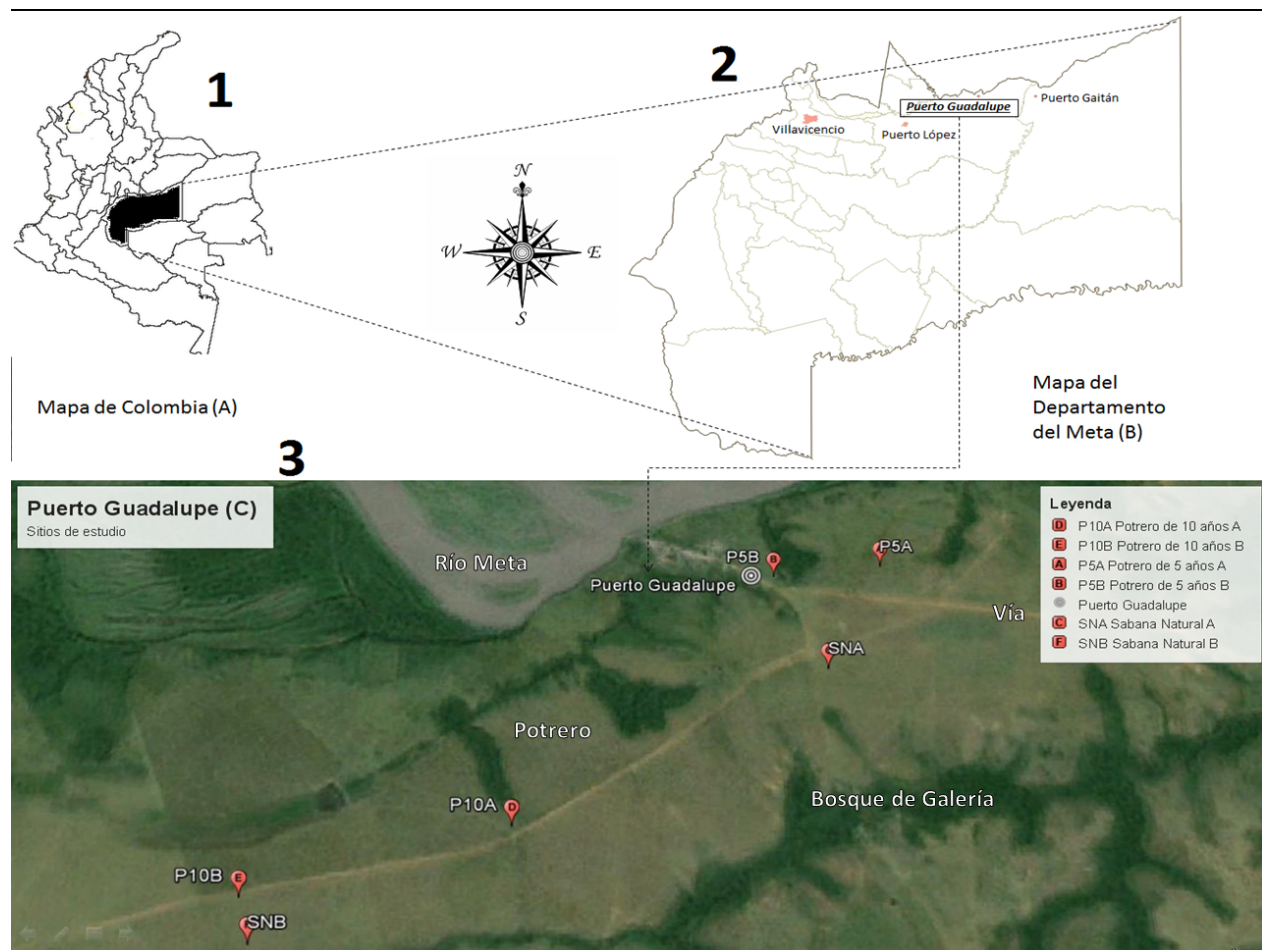 1
2
Puerto Guadalupe
Puerto Gaitán
Villavicencio
Puerto López
N
W
E
S
Mapa de Colombia (A)
Mapa del
Departamento
del Meta (B)
3
Puerto Guadalupe (C)
Sitios de estudio
Río Meta
P5B
B
P5A
Puerto Guadalupe
Vía
SNA
Potrero
P10A
D
Bosque de Galería
P10B
E
SNB
Leyenda
D P10A Potrero de 10 años A
E P10B Potrero de 10 años B
A P5A Potrero de 5 años A
B P5B Potrero de 5 años B
Puerto Guadalupe
C SNA Sabana Natural A
F SNB Sabana Natural B